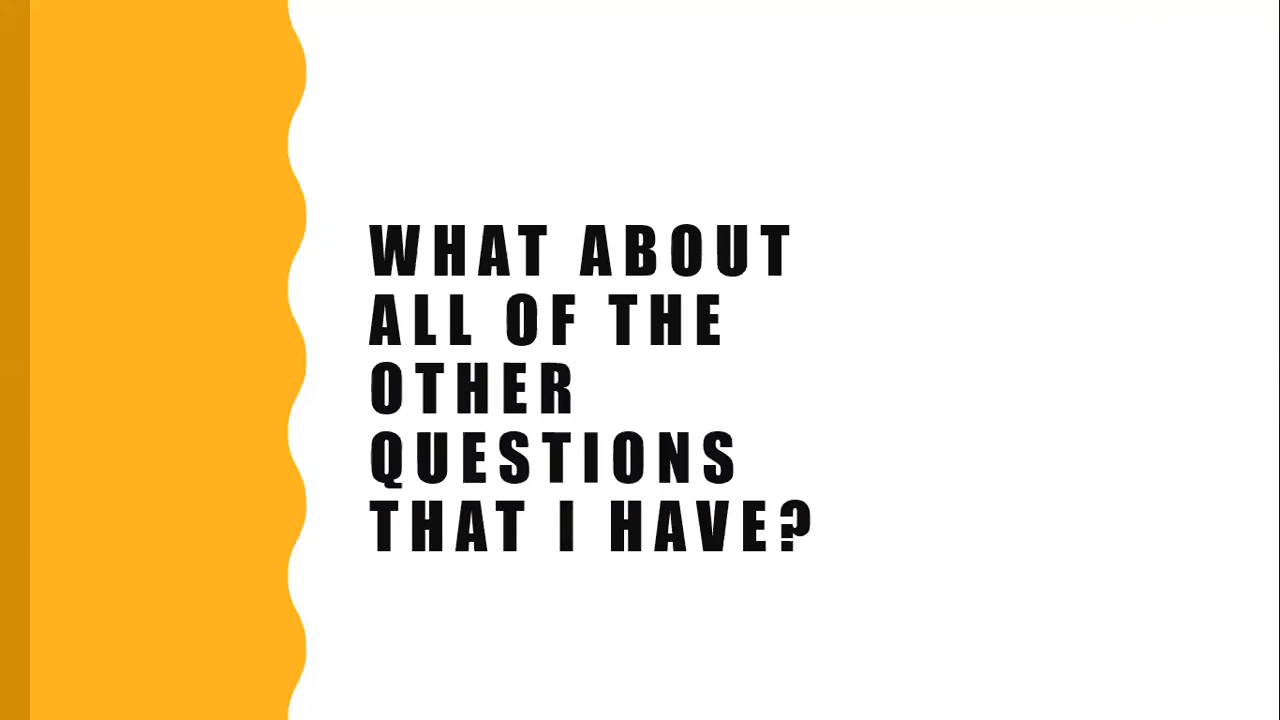 WHAT ABOUT
ALL OF THE
OTHER
QUESTIONS
THAT I HAVE?